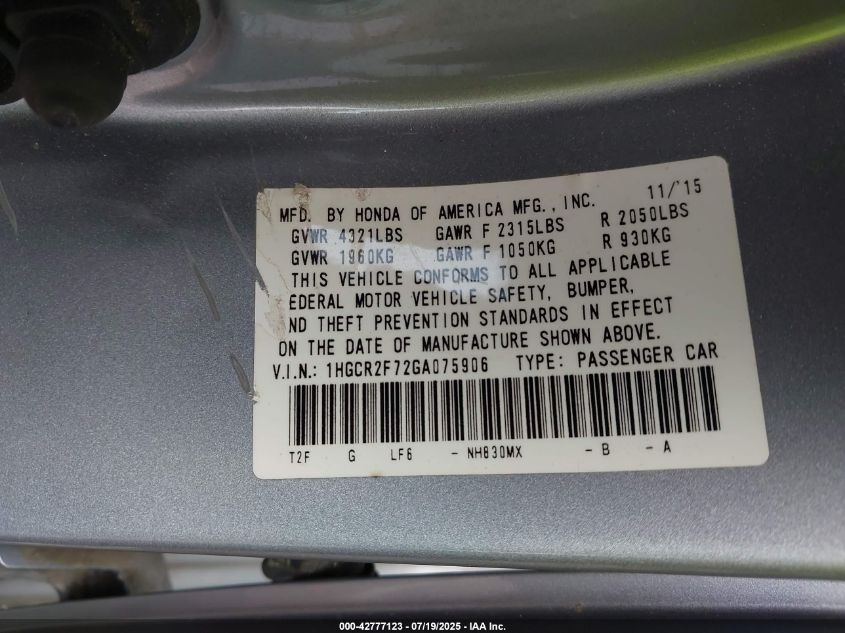 11/'15
MFD. BY HONDA OF AMERICA MFG., INC.
GVWR 4321LBS GAWR F 2315LBS R 2050LBS
GVWR 1960KG GAWR F 1050KG R 930KG
THIS VEHICLE CONFORMS TO ALL APPLICABLE
EDERAL MOTOR VEHICLE SAFETY, BUMPER,
ND THEFT PREVENTION STANDARDS IN EFFECT
ON THE DATE OF MANUFACTURE SHOWN ABOVE.
V.I.N.: 1HGCR2F72GA075906 TYPE: PASSENGER CAR
T2F G LF6 - NH830MX - B - A
000-42777123 - 07/19/2025 - IAA Inc.